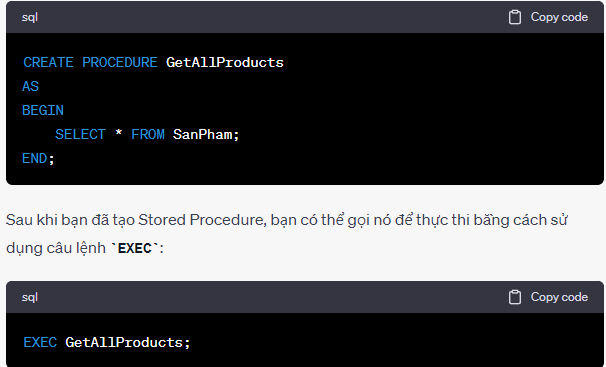 sql
Copy code
CREATE PROCEDURE GetAllProducts
AS
BEGIN
    SELECT * FROM SanPham;
END;
Sau khi bạn đã tạo Stored Procedure, bạn có thể gọi nó để thực thi bằng cách sử
dụng câu lệnh `EXEC`:
sql
Copy code
EXEC GetAllProducts;